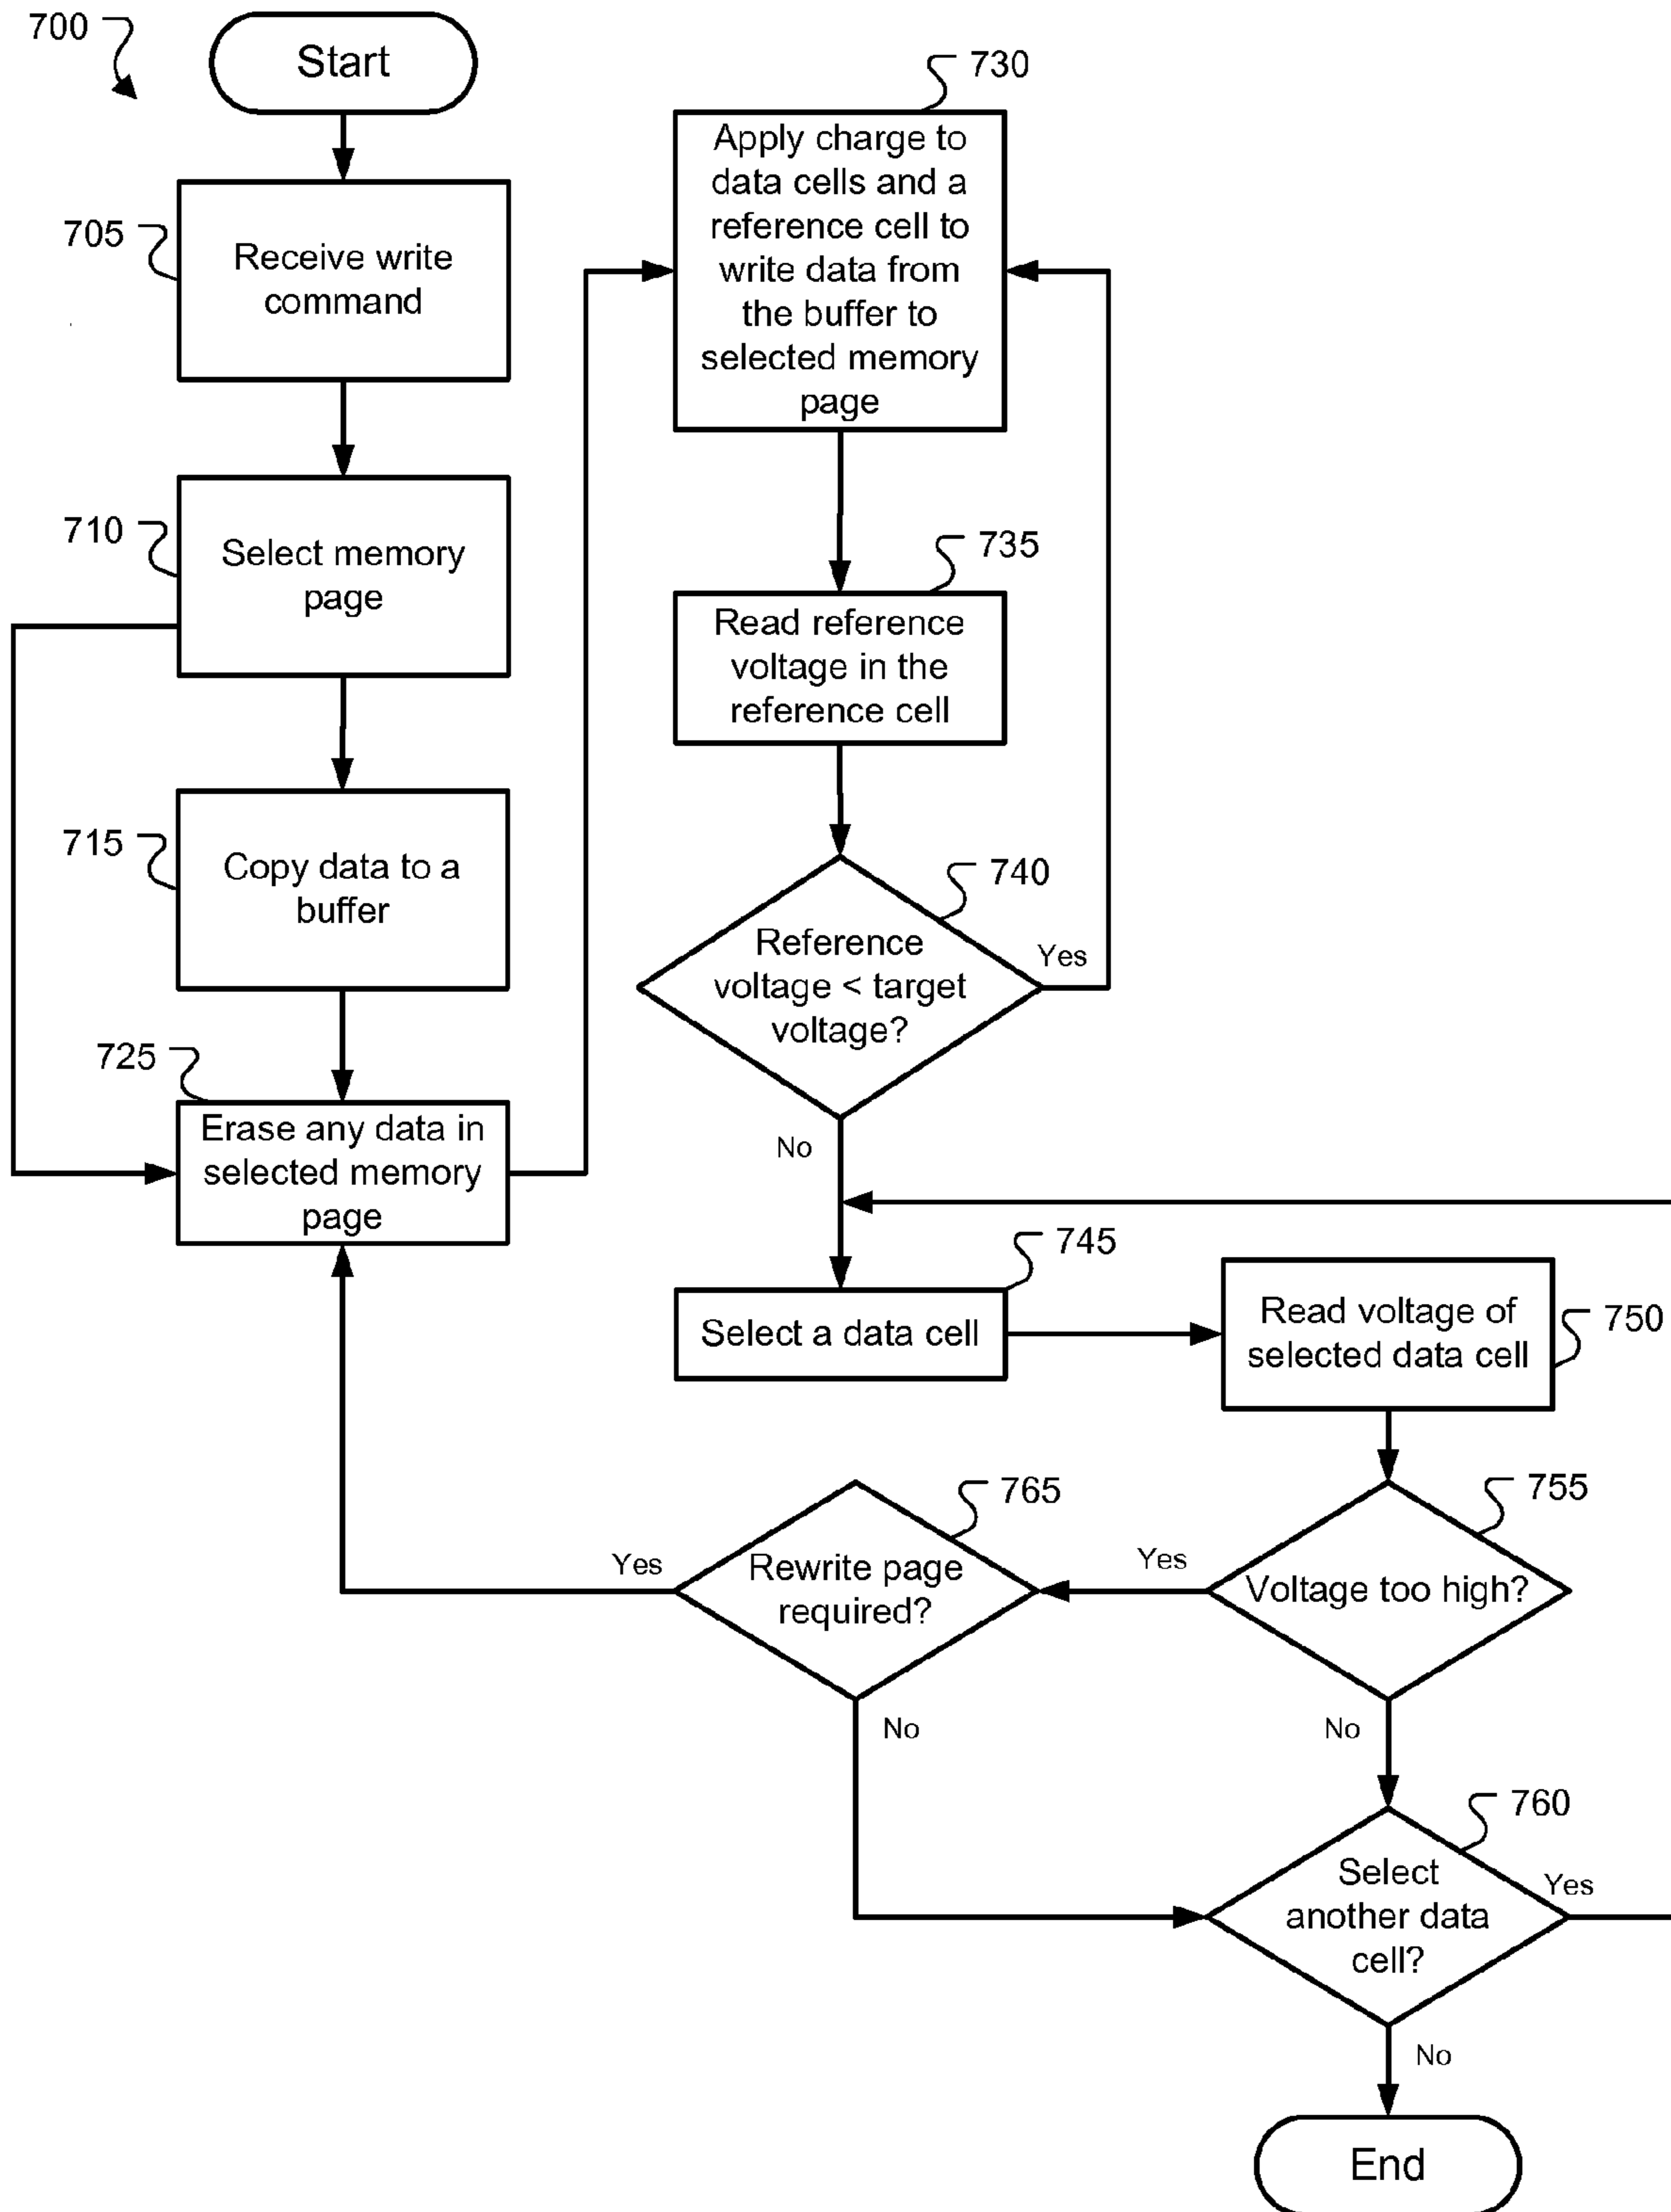 700
Start
705
Receive write
command
710
Select memory
page
715
Copy data to a
buffer
725
Erase any data in
selected memory
page
730
Apply charge to
data cells and a
reference cell to
write data from
the buffer to
selected memory
page
735
Read reference
voltage in the
reference cell
740
Reference
voltage < target
voltage?
Yes
No
745
Select a data cell
Read voltage of
selected data cell
750
755
Voltage too high?
Yes
No
765
Rewrite page
required?
Yes
No
760
Select
another data
cell?
Yes
No
End